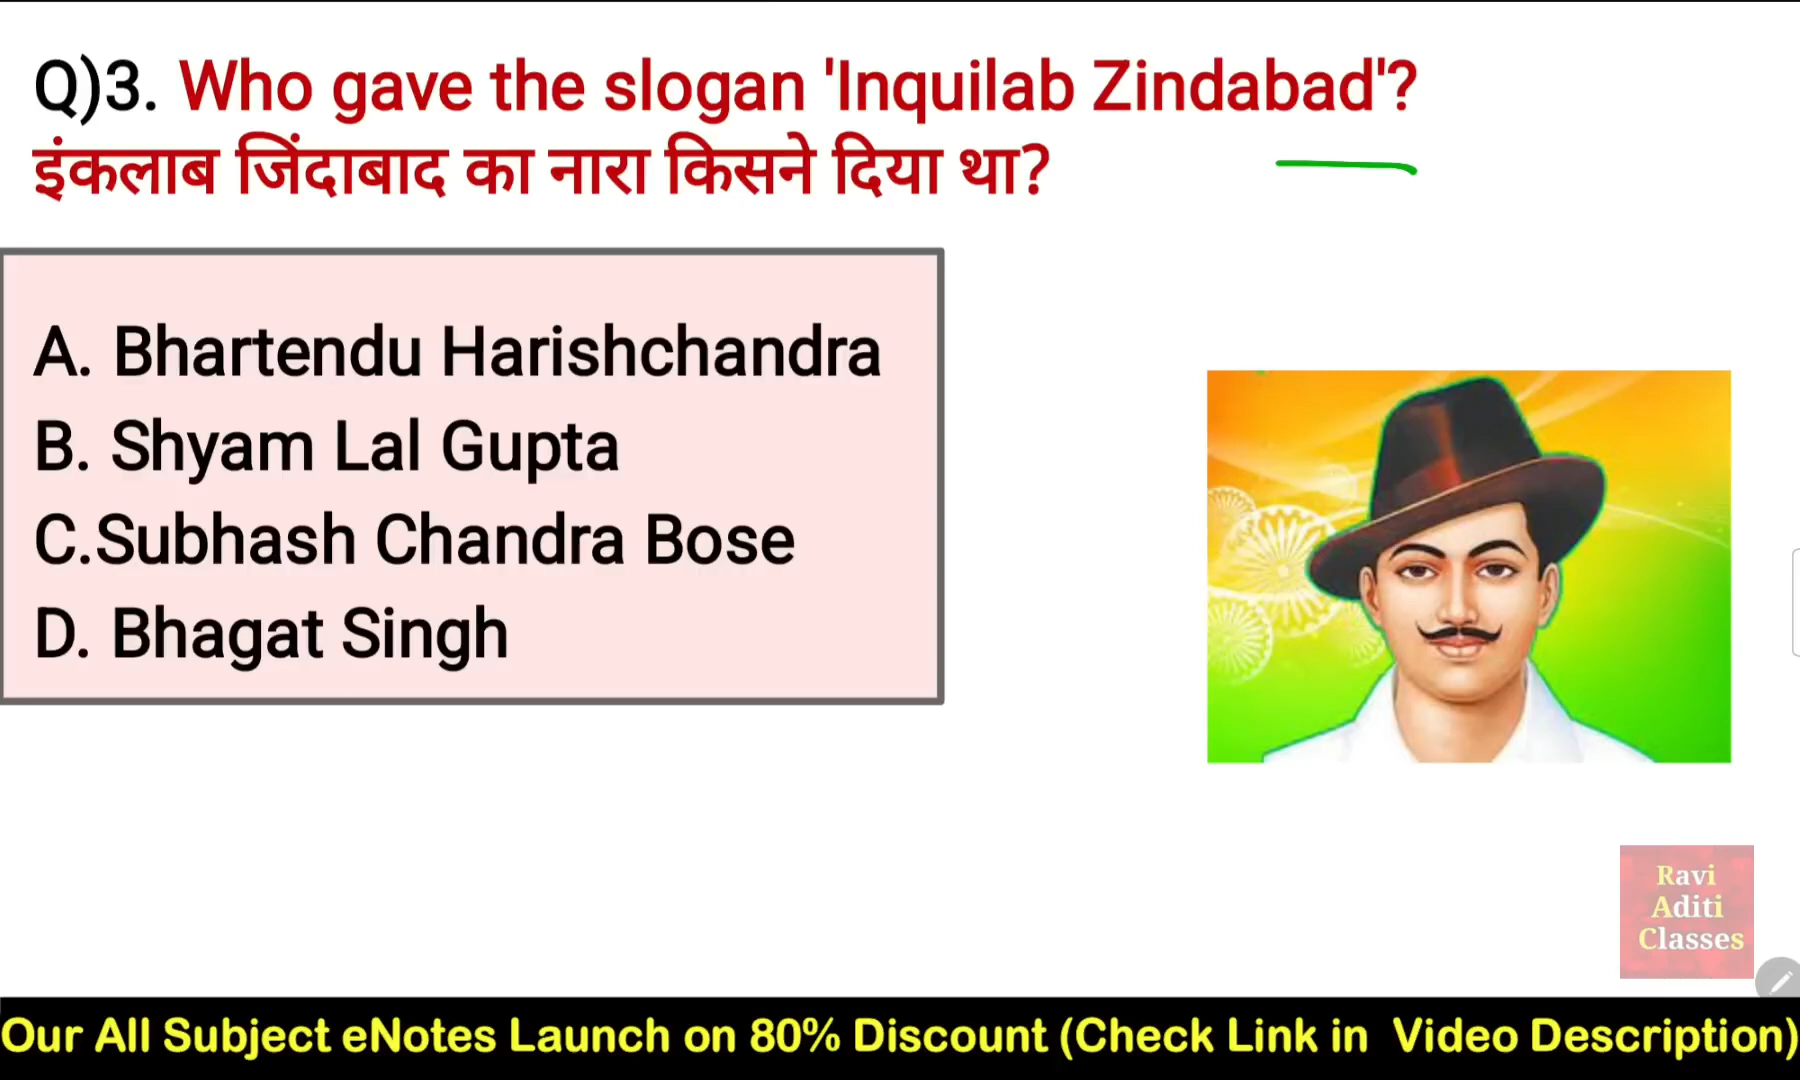 Q)3. Who gave the slogan 'Inquilab Zindabad'?
इंकलाब जिंदाबाद का नारा किसने दिया था?
A. Bhartendu Harishchandra
B. Shyam Lal Gupta
C.Subhash Chandra Bose
D. Bhagat Singh
Ravi
Aditi
Classes
Our All Subject eNotes Launch on 80% Discount (Check Link in Video Description)